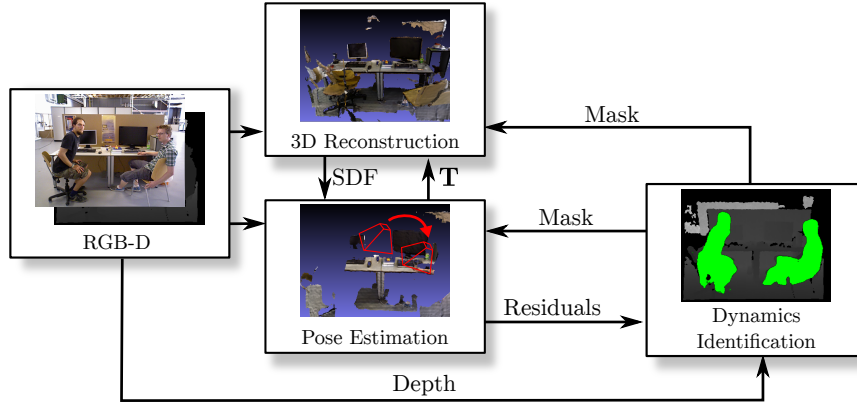 3D Reconstruction
Mask
SDF
T
RGB-D
Mask
Residuals
Pose Estimation
Dynamics
Identification
Depth